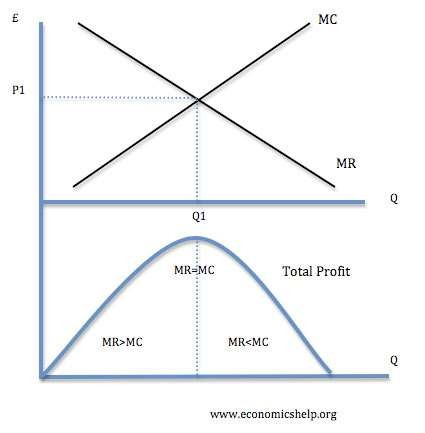 £
MC
P1
MR
Q
Q1
MR=MC
Total Profit
MR>MC
MR<MC
Q
www.economicshelp.org